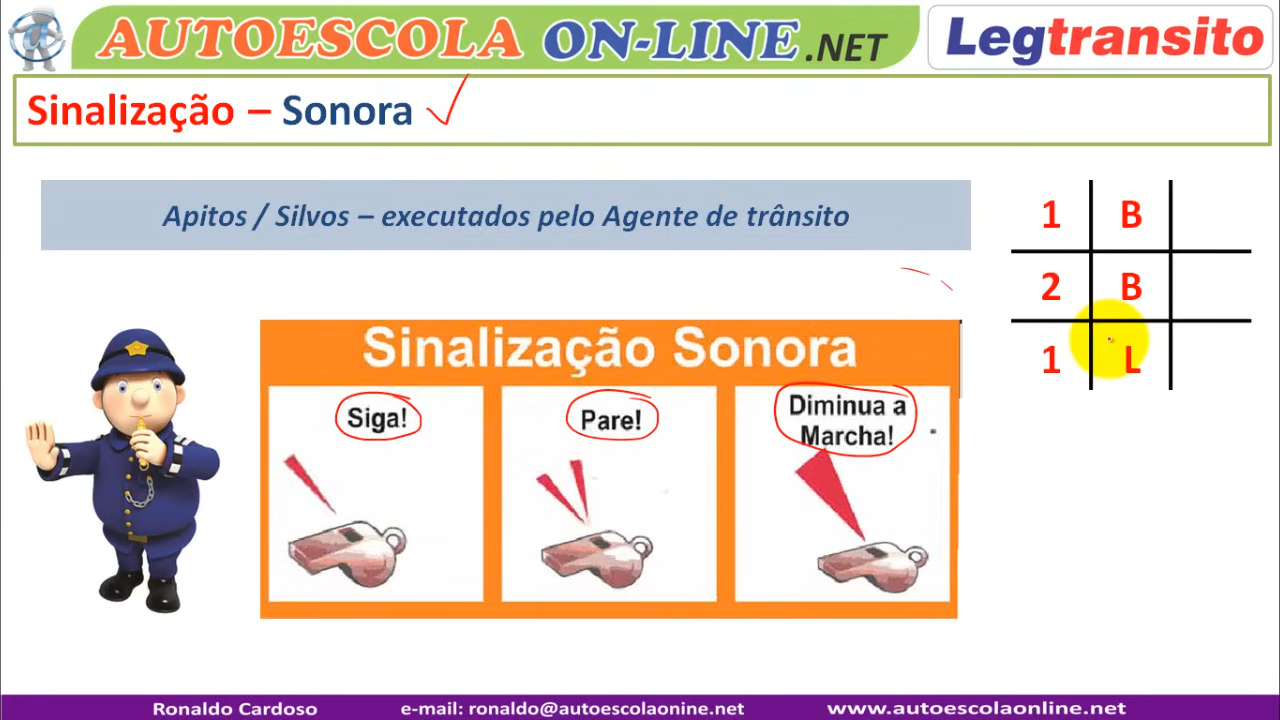 AUTOESCOLA ON-LINE.NET
Legtransito
Sinalização – Sonora
Apitos / Silvos – executados pelo Agente de trânsito
1 B
2 B
1 L
Sinalização Sonora
Siga!
Pare!
Diminua a
Marcha!
Ronaldo Cardoso e-mail: ronaldo@autoescolaonine.net www.autoescolaonline.net